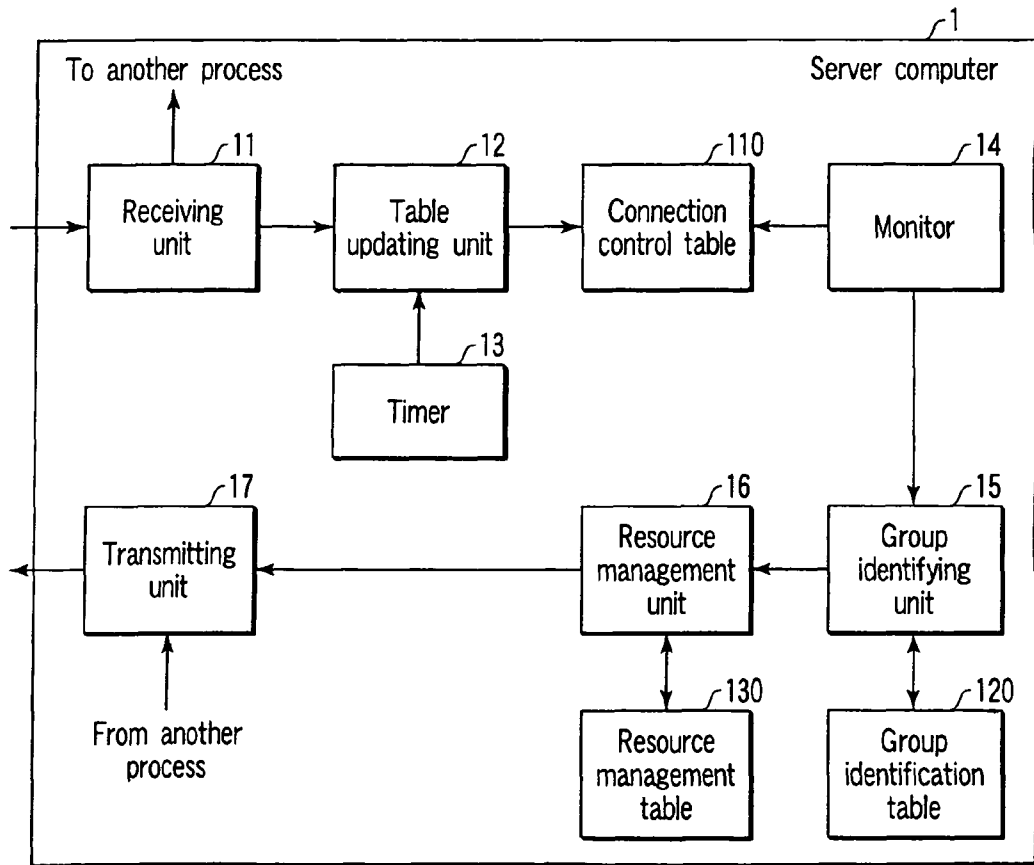 1
To another process
Server computer
11
12
110
14
Receiving
unit
Table
updating unit
Connection
control table
Monitor
13
Timer
17
16
15
Transmitting
unit
Resource
management
unit
Group
identifying
unit
From another
process
130
120
Resource
management
table
Group
identification
table